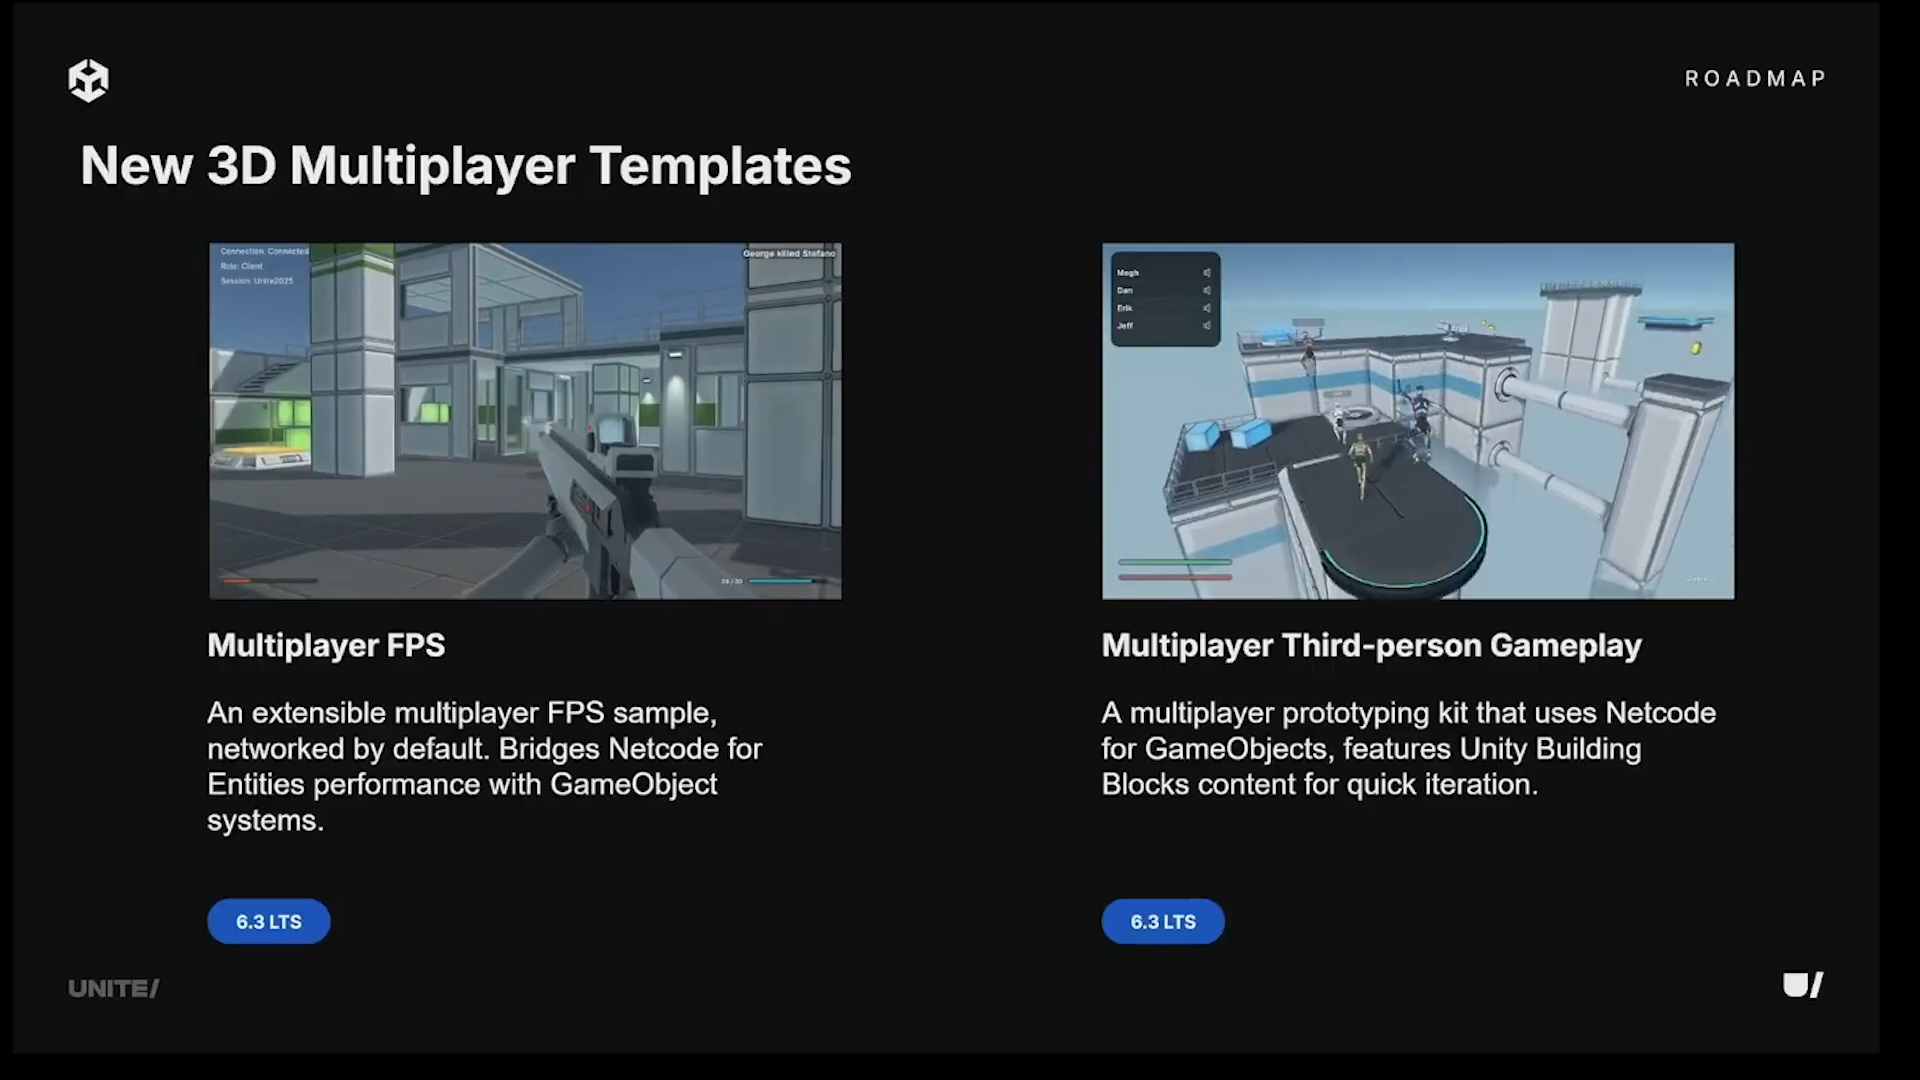 ROADMAP
New 3D Multiplayer Templates
Connection: Connected
Role: Client
Session: Unite2025
George killed Stefano
Megh
Dan
Erik
Jeff
Multiplayer FPS
An extensible multiplayer FPS sample,
networked by default. Bridges Netcode for
Entities performance with GameObject
systems.
6.3 LTS
Multiplayer Third-person Gameplay
A multiplayer prototyping kit that uses Netcode
for GameObjects, features Unity Building
Blocks content for quick iteration.
6.3 LTS
UNITE/
U/